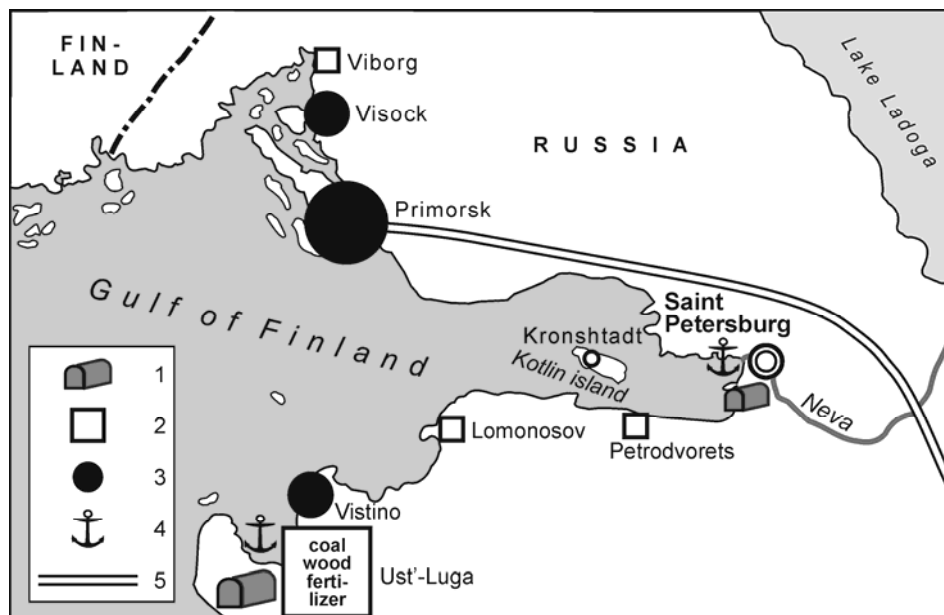 FIN-
LAND
Viborg
Visock
RUSSIA
Lake Ladoga
Primorsk
Gulf of Finland
Saint
Petersburg
Kronshtadt
Kotlin island
Neva
1
2
3
4
5
Lomonosov
Petrodvorets
Vistino
coal
wood
ferti-
lizer
Ust'-Luga